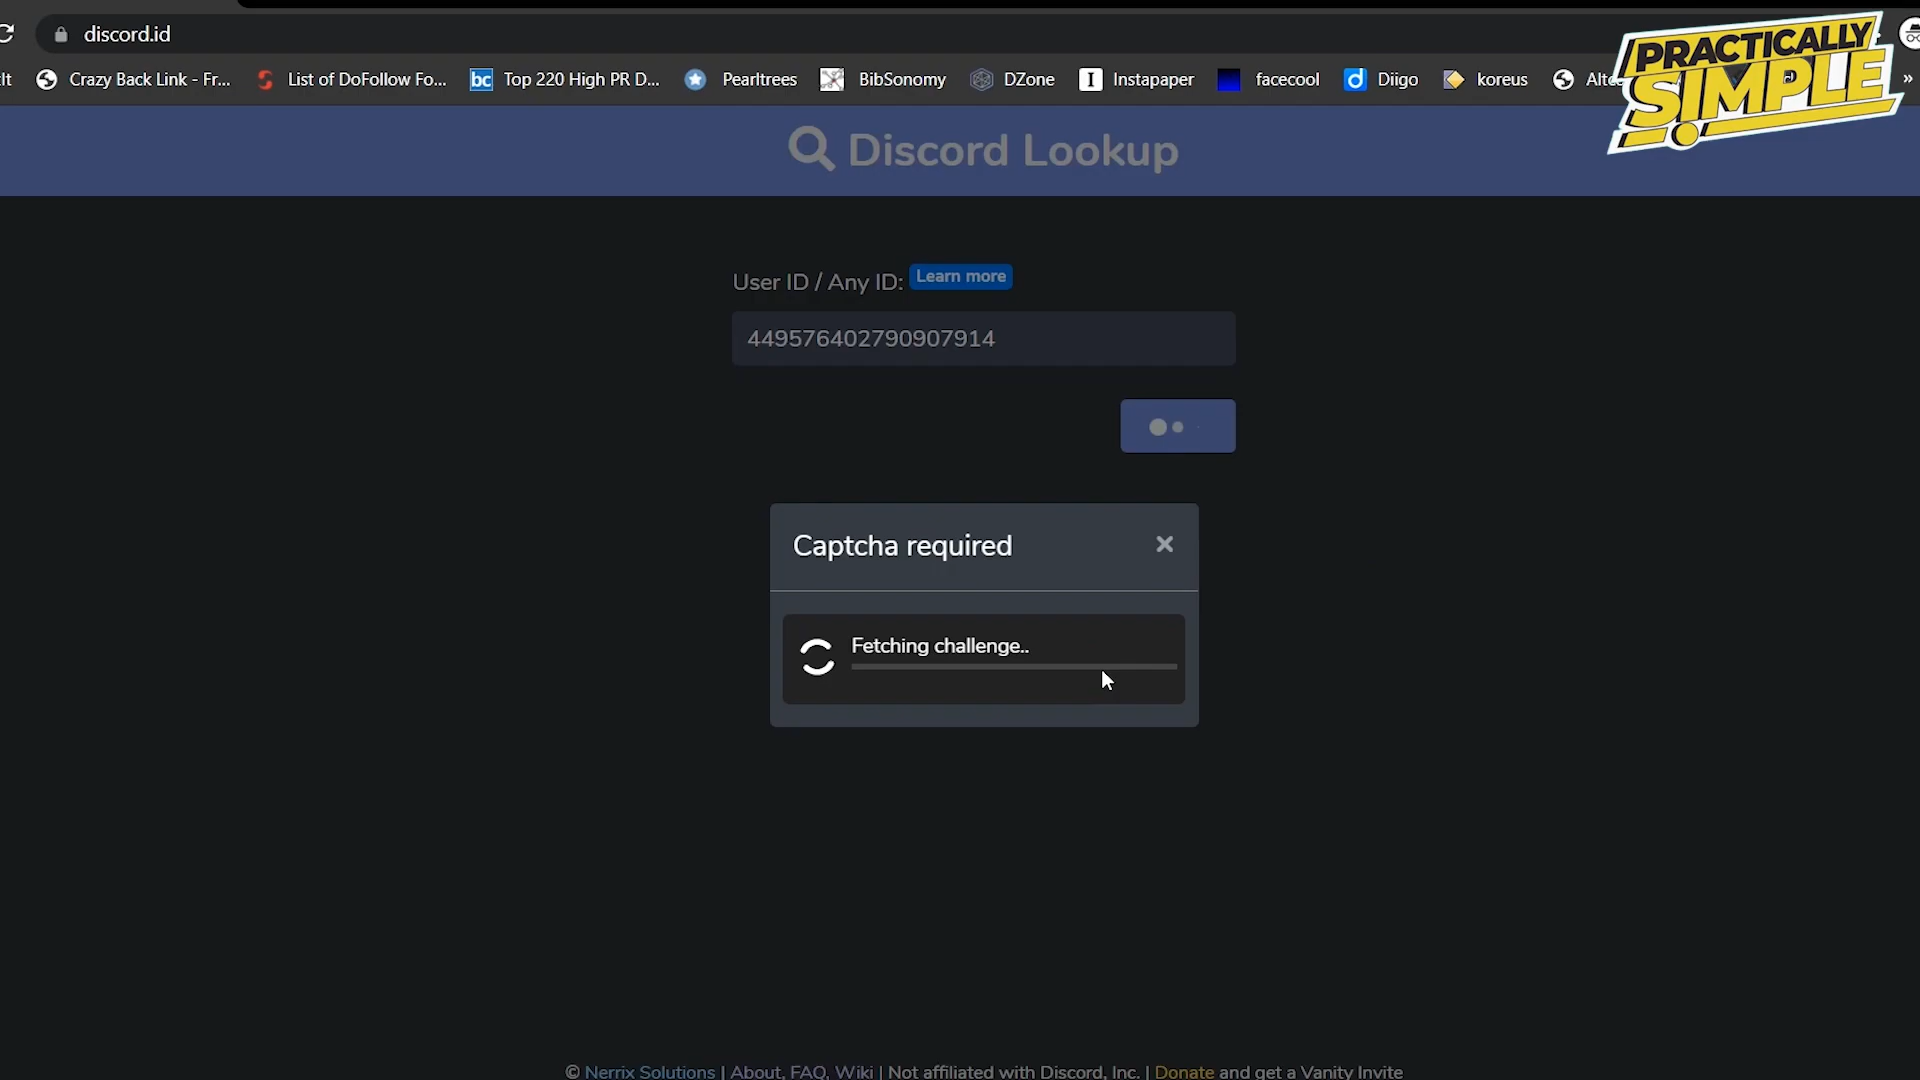 discord.id
It
Crazy Back Link - Fr...
List of DoFollow Fo...
bc
Top 220 High PR D...
Pearltrees
BibSonomy
DZone
I
Instapaper
facecool
d
Diigo
koreus
»
PRACTICALLY
SIMPLE
Discord Lookup
User ID / Any ID: Learn more
449576402790907914
Captcha required
Fetching challenge..
© Nerrix Solutions | About, FAQ, Wiki | Not affiliated with Discord, Inc. | Donate and get a Vanity Invite